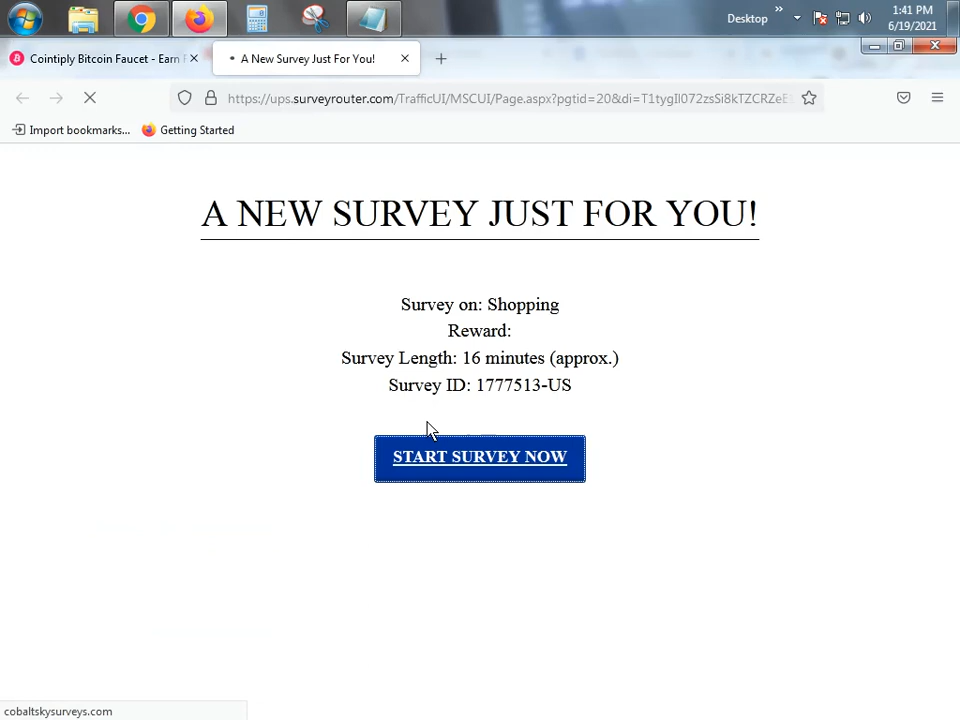 Desktop
»
1:41 PM
6/19/2021
Cointiply Bitcoin Faucet - Earn
A New Survey Just For You!
https://ups.surveyrouter.com/TrafficUI/MSCUI/Page.aspx?pgtid=20&di=T1tygIl072zsSi8kTZCRZeE
Import bookmarks...
Getting Started
A NEW SURVEY JUST FOR YOU!
Survey on: Shopping
Reward:
Survey Length: 16 minutes (approx.)
Survey ID: 1777513-US
START SURVEY NOW
cobaltskysurveys.com